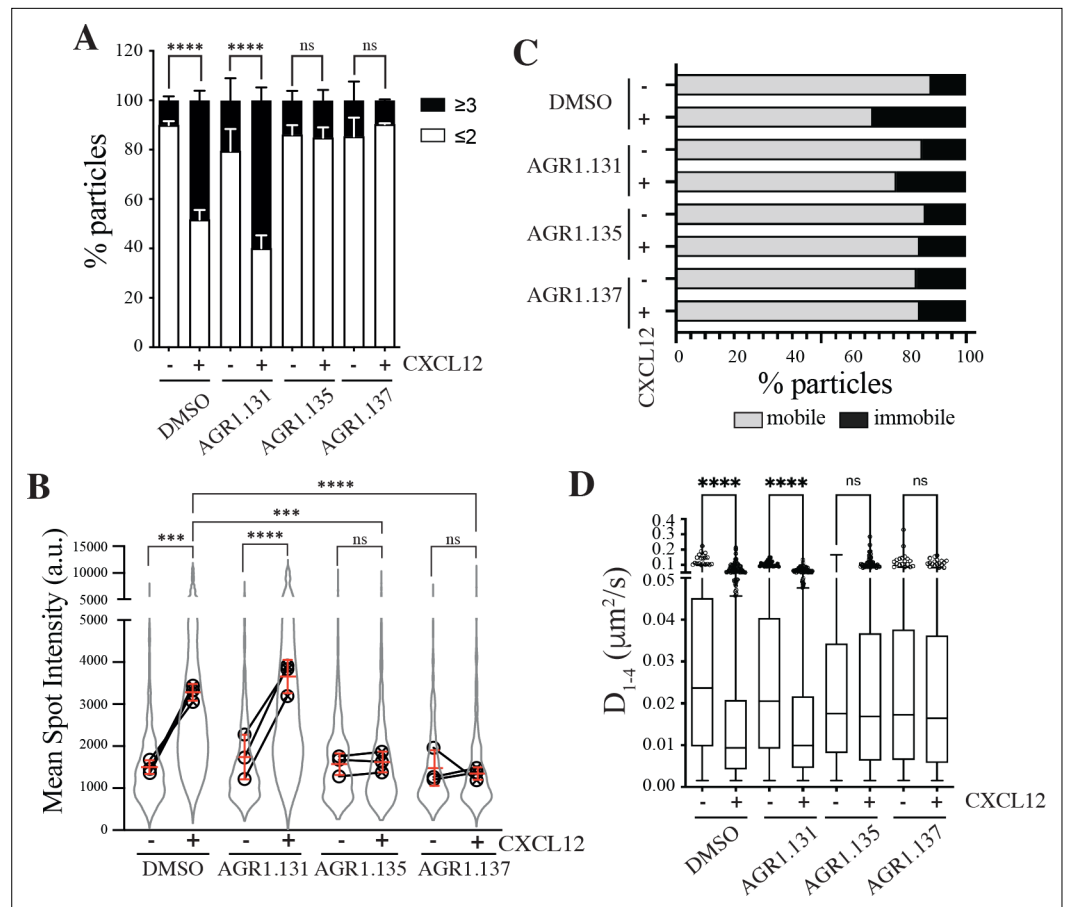 A
% particles
120
100
80
60
40
20
0
**** **** ns ns
≥3
≤2
- + - + - + - + CXCL12
DMSO AGR1.131 AGR1.135 AGR1.137
C
DMSO - +
AGR1.131 - +
AGR1.135 - +
AGR1.137 - +
CXCL12
0 20 40 60 80 100
% particles
mobile immobile
B
Mean Spot Intensity (a.u.)
****
***
*** **** ns ns
15000
10000
5000
5000
4000
3000
2000
1000
0
- + - + - + - + CXCL12
DMSO AGR1.131 AGR1.135 AGR1.137
D
D1-4 (µm²/s)
**** **** ns ns
0.4
0.3
0.2
0.1
0.05
0.04
0.03
0.02
0.01
0.00
- + - + - + - + CXCL12
DMSO AGR1.131 AGR1.135 AGR1.137